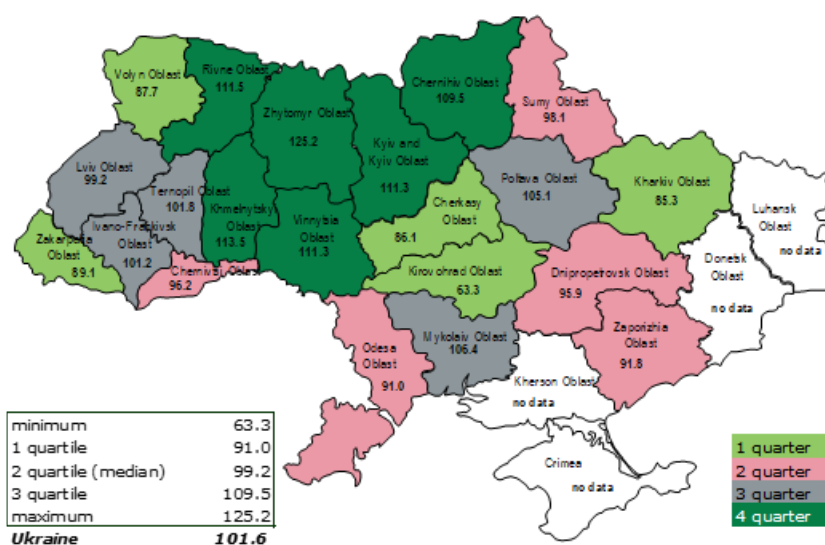 Volyn Oblast
87.7
Rivne Oblast
111.5
Zhytomyr Oblast
125.2
Kyiv and
Kyiv Oblast
111.3
Chernihiv Oblast
109.5
Sumy Oblast
98.1
Lviv Oblast
99.2
Ternopil Oblast
101.8
Khmelnytsky
Oblast
113.5
Vinnytsia
Oblast
111.3
Cherkasy
Oblast
86.1
Poltava Oblast
105.1
Kharkiv Oblast
85.3
Luhansk
Oblast
no data
Zakarpattia
Oblast
89.1
Ivano-Frankivsk
Oblast
101.2
Chernivtsi Oblast
96.2
Kirovohrad Oblast
63.3
Dnipropetrovsk Oblast
95.9
Donetsk
Oblast
no data
Odesa
Oblast
91.0
Mykolaiv Oblast
106.4
Zaporizhia
Oblast
91.8
Kherson Oblast
no data
Crimea
no data
minimum 63.3
1 quartile 91.0
2 quartile (median) 99.2
3 quartile 109.5
maximum 125.2
Ukraine 101.6
1 quarter
2 quarter
3 quarter
4 quarter